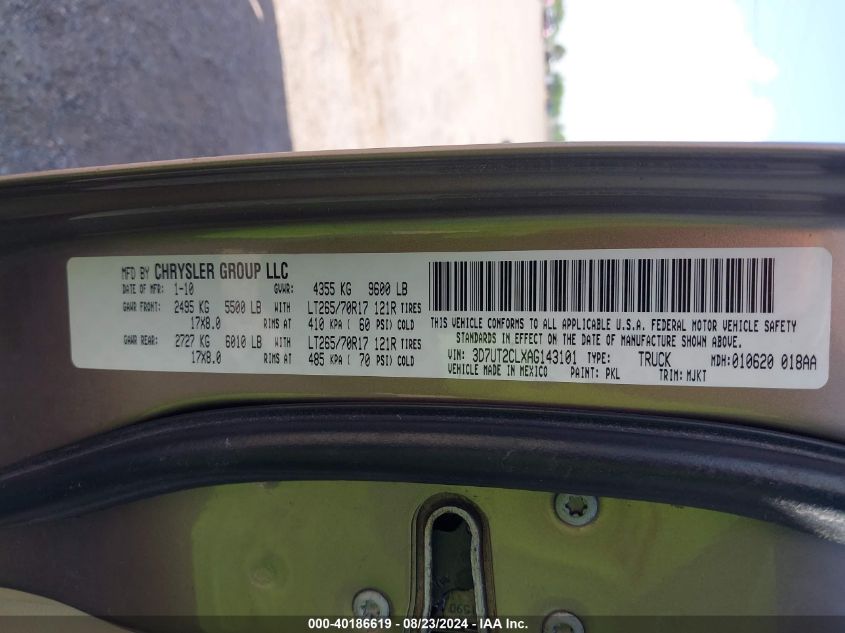 MFD BY CHRYSLER GROUP LLC
DATE OF MFR: 1-10 GVWR: 4355 KG 9600 LB
GAWR FRONT: 2495 KG 5500 LB WITH LT265/70R17 121R TIRES
17X8.0 RIMS AT 410 KPA ( 60 PSI) COLD
GAWR REAR: 2727 KG 6010 LB WITH LT265/70R17 121R TIRES
17X8.0 RIMS AT 485 KPA ( 70 PSI) COLD
THIS VEHICLE CONFORMS TO ALL APPLICABLE U.S.A. FEDERAL MOTOR VEHICLE SAFETY
STANDARDS IN EFFECT ON THE DATE OF MANUFACTURE SHOWN ABOVE
VIN: 3D7UT2CLXAG143101 TYPE: TRUCK MDH:010620 018AA
VEHICLE MADE IN MEXICO PAINT: PKL TRIM: MJKT
590
000-40186619 - 08/23/2024 - IAA Inc.